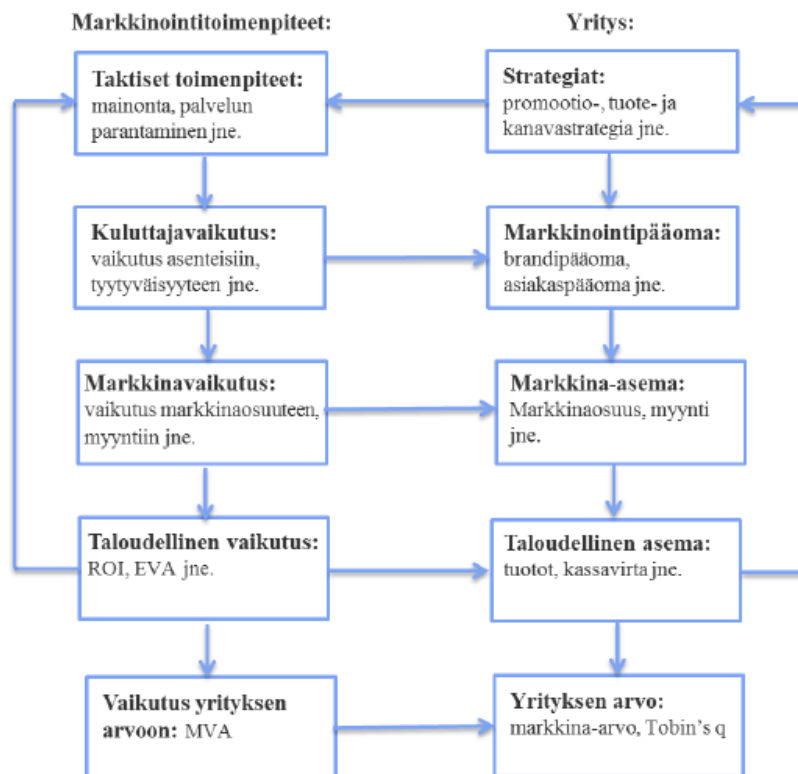 Markkinointitoimenpiteet:
Yritys:
Taktiset toimenpiteet:
mainonta, palvelun
parantaminen jne.
Strategiat:
promootio-, tuote- ja
kanavastrategia jne.
Kuluttajavaikutus:
vaikutus asenteisiin,
tyytyväisyyteen jne.
Markkinointipääoma:
brandipääoma,
asiakaspääoma jne.
Markkinavaikutus:
vaikutus markkinaosuuteen,
myyntiin jne.
Markkina-asema:
Markkinaosuus, myynti
jne.
Taloudellinen vaikutus:
ROI, EVA jne.
Taloudellinen asema:
tuotot, kassavirta jne.
Vaikutus yrityksen
arvoon: MVA
Yrityksen arvo:
markkina-arvo, Tobin's q